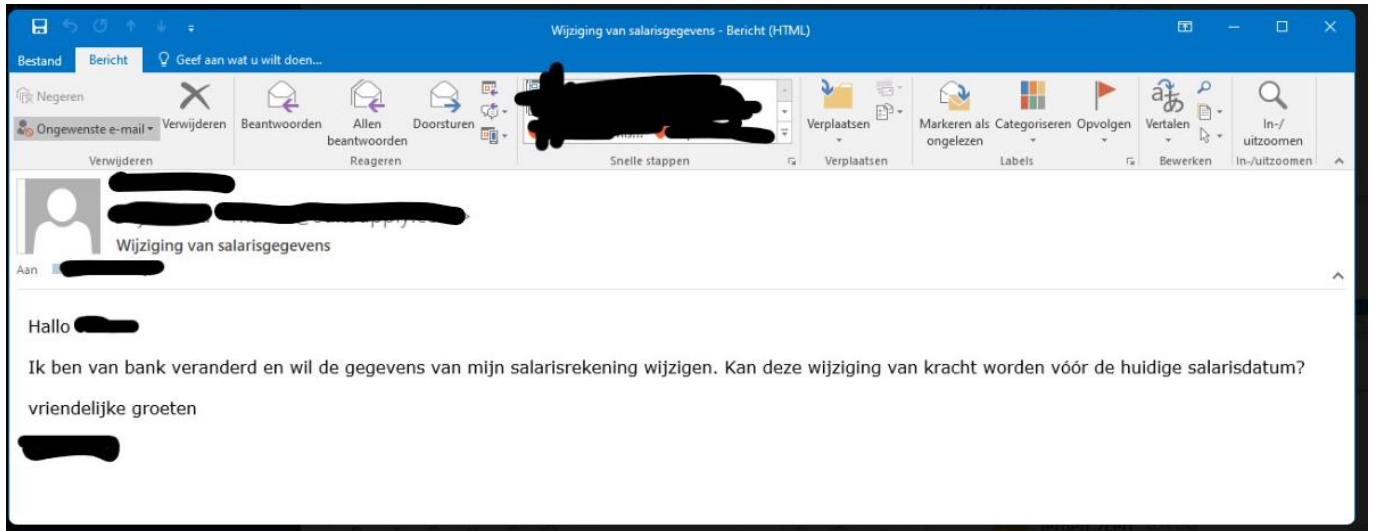 Wijziging van salarisgegevens - Bericht (HTML)
Bestand Bericht Geef aan wat u wilt doen...
Negeren
Ongewenste e-mail
Verwijderen
Beantwoorden
Allen
beantwoorden
Doorsturen
Verplaatsen
Markeren als
ongelezen
Categoriseren
Opvolgen
Vertalen
In-/
uitzoomen
Verwijderen Reageren Snelle stappen Verplaatsen Labels Bewerken In-/uitzoomen
Wijziging van salarisgegevens
Aan
Hallo
Ik ben van bank veranderd en wil de gegevens van mijn salarisrekening wijzigen. Kan deze wijziging van kracht worden vóór de huidige salarisdatum?
vriendelijke groeten